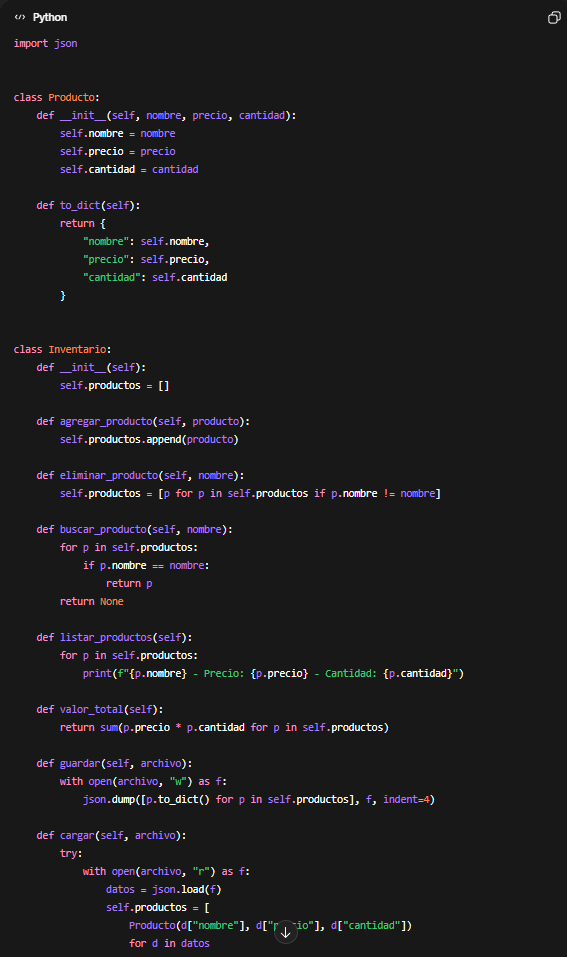 Python
import json
class Producto:
    def __init__(self, nombre, precio, cantidad):
        self.nombre = nombre
        self.precio = precio
        self.cantidad = cantidad
    def to_dict(self):
        return {
            "nombre": self.nombre,
            "precio": self.precio,
            "cantidad": self.cantidad
        }
class Inventario:
    def __init__(self):
        self.productos = []
    def agregar_producto(self, producto):
        self.productos.append(producto)
    def eliminar_producto(self, nombre):
        self.productos = [p for p in self.productos if p.nombre != nombre]
    def buscar_producto(self, nombre):
        for p in self.productos:
            if p.nombre == nombre:
                return p
        return None
    def listar_productos(self):
        for p in self.productos:
            print(f"{p.nombre} - Precio: {p.precio} - Cantidad: {p.cantidad}")
    def valor_total(self):
        return sum(p.precio * p.cantidad for p in self.productos)
    def guardar(self, archivo):
        with open(archivo, "w") as f:
            json.dump([p.to_dict() for p in self.productos], f, indent=4)
    def cargar(self, archivo):
        try:
            with open(archivo, "r") as f:
                datos = json.load(f)
                self.productos = [
                    Producto(d["nombre"], d["cantidad"])
                    for d in datos